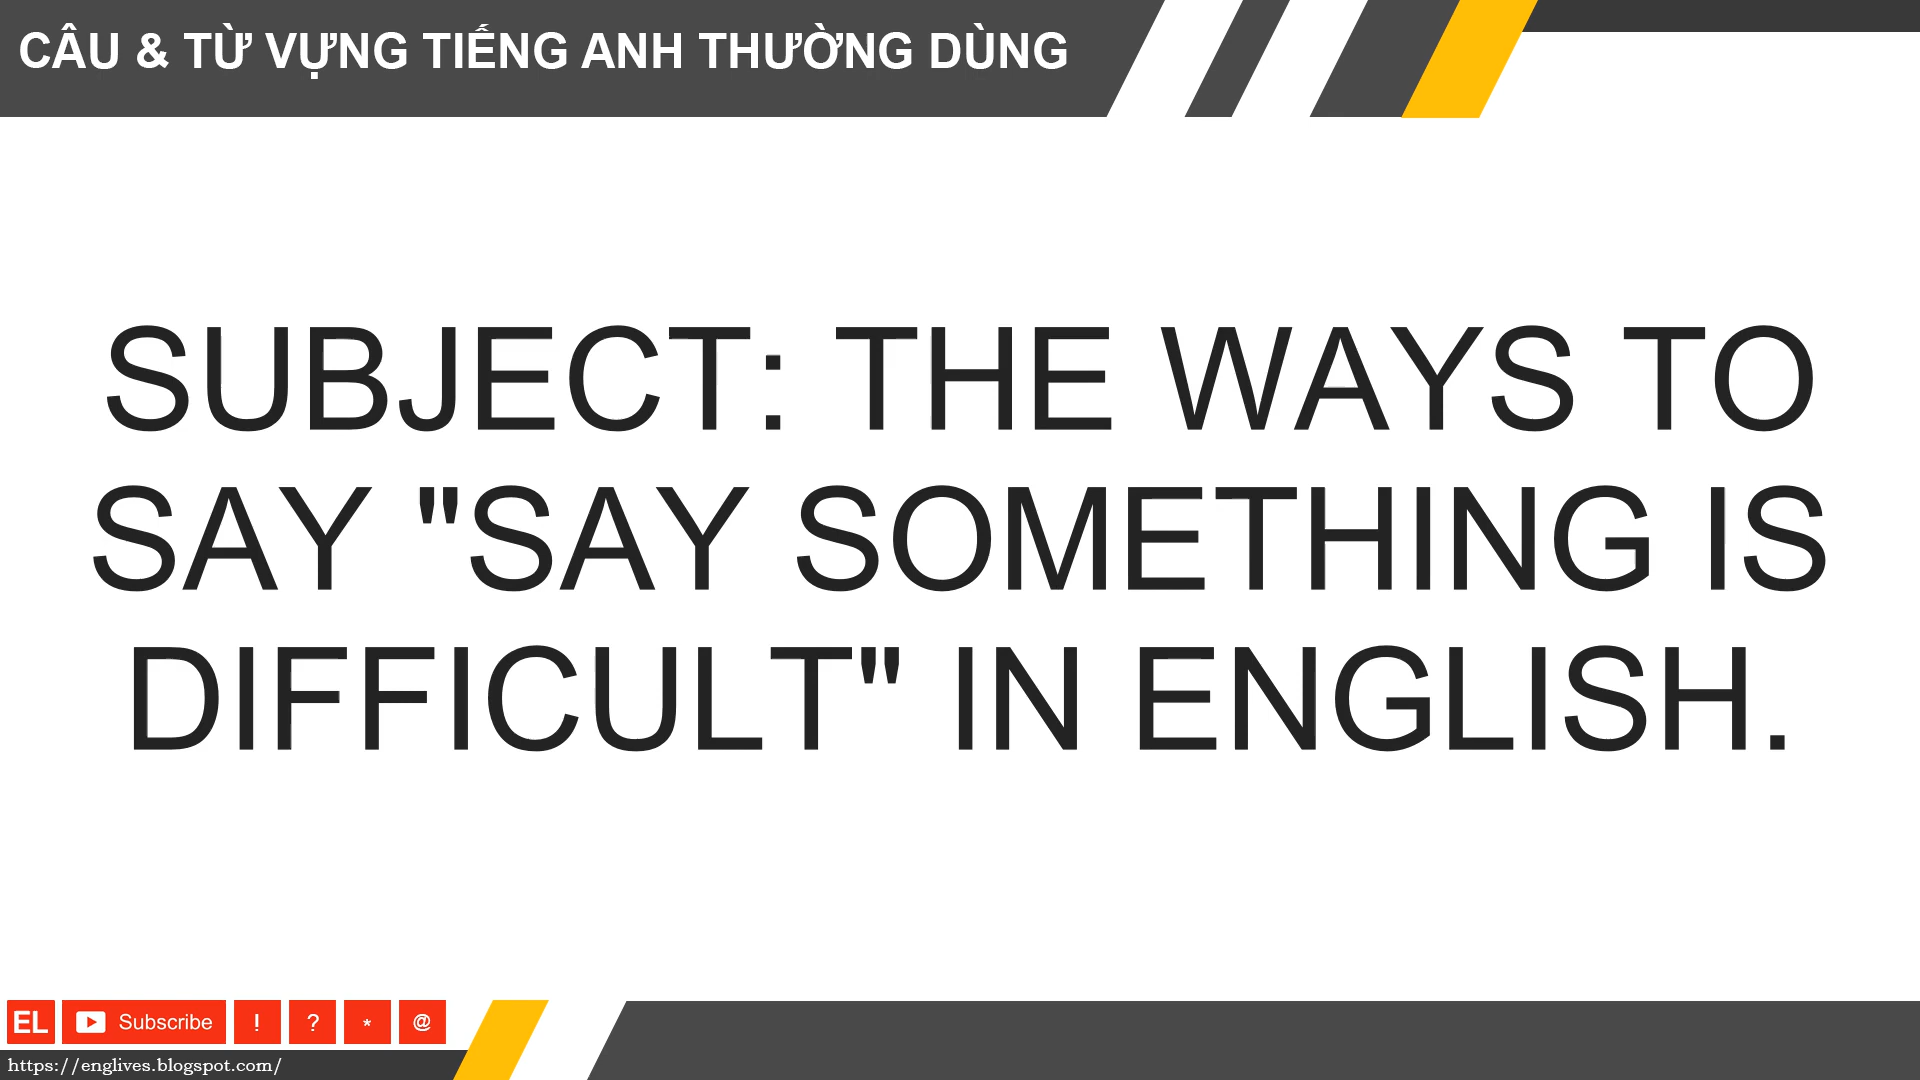 CÂU & TỪ VỰNG TIẾNG ANH THƯỜNG DÙNG
SUBJECT: THE WAYS TO
SAY "SAY SOMETHING IS
DIFFICULT" IN ENGLISH.
EL Subscribe ! ? * @
https://englives.blogspot.com/